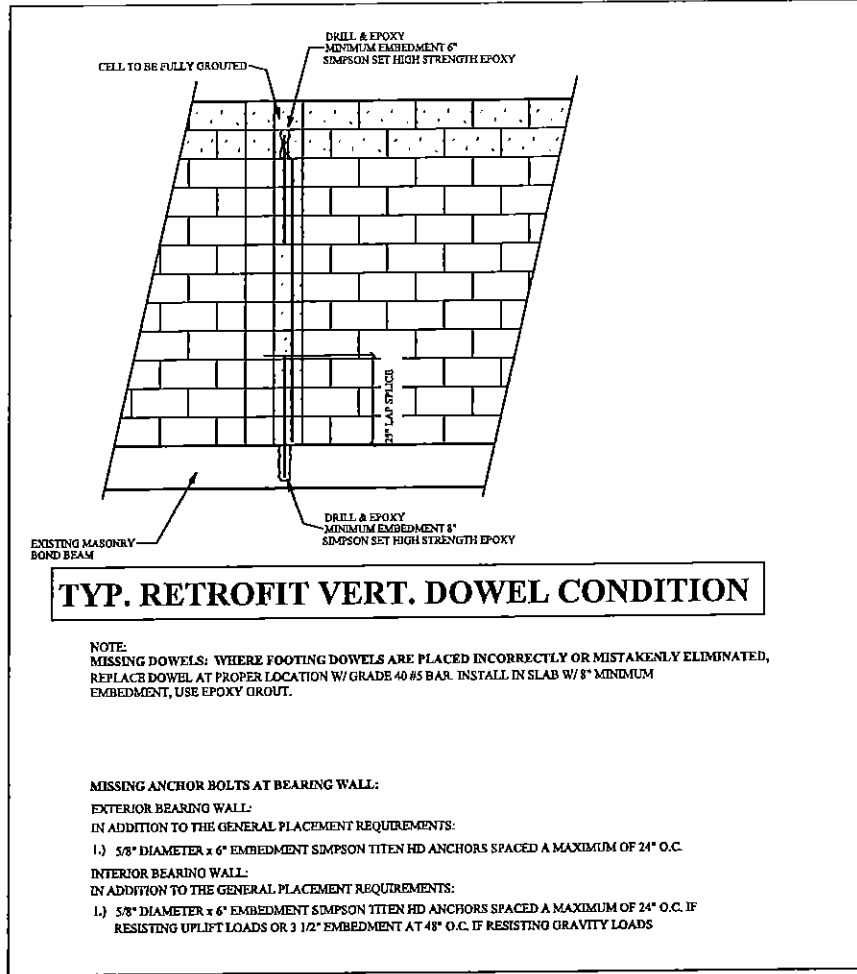 DRILL & EPOXY
MINIMUM EMBEDMENT 6"
SIMPSON SET HIGH STRENGTH EPOXY
CELL TO BE FULLY GROUTED
25" LAP SPLICE
DRILL & EPOXY
MINIMUM EMBEDMENT 8"
SIMPSON SET HIGH STRENGTH EPOXY
EXISTING MASONRY
BOND BEAM
TYP. RETROFIT VERT. DOWEL CONDITION
NOTE:
MISSING DOWELS: WHERE FOOTING DOWELS ARE PLACED INCORRECTLY OR MISTAKENLY ELIMINATED,
REPLACE DOWEL AT PROPER LOCATION W/ GRADE 40 #5 BAR. INSTALL IN SLAB W/ 8" MINIMUM
EMBEDMENT, USE EPOXY GROUT.
MISSING ANCHOR BOLTS AT BEARING WALL:
EXTERIOR BEARING WALL:
IN ADDITION TO THE GENERAL PLACEMENT REQUIREMENTS:
1.) 5/8" DIAMETER x 6" EMBEDMENT SIMPSON TITEN HD ANCHORS SPACED A MAXIMUM OF 24" O.C.
INTERIOR BEARING WALL:
IN ADDITION TO THE GENERAL PLACEMENT REQUIREMENTS:
1.) 5/8" DIAMETER x 6" EMBEDMENT SIMPSON TITEN HD ANCHORS SPACED A MAXIMUM OF 24" O.C. IF
RESISTING UPLIFT LOADS OR 3 1/2" EMBEDMENT AT 48" O.C. IF RESISTING GRAVITY LOADS